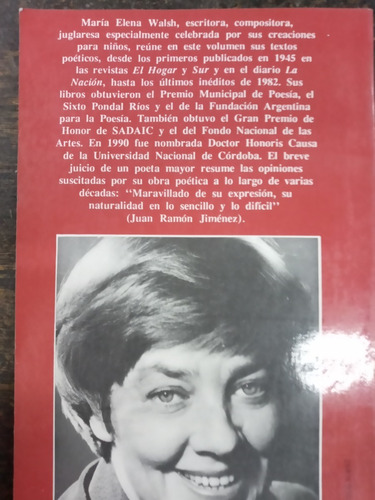 María Elena Walsh, escritora, compositora,
juglaresa especialmente celebrada por sus creaciones
para niños, reúne en este volumen sus textos
poéticos, desde los primeros publicados en 1945 en
las revistas El Hogar y Sur y en el diario La
Nación, hasta los últimos inéditos de 1982. Sus
libros obtuvieron el Premio Municipal de Poesía, el
Sixto Pondal Ríos y el de la Fundación Argentina
para la Poesía. También obtuvo el Gran Premio de
Honor de SADAIC y el del Fondo Nacional de las
Artes. En 1990 fue nombrada Doctor Honoris Causa
de la Universidad Nacional de Córdoba. El breve
juicio de un poeta mayor resume las opiniones
suscitadas por su obra poética a lo largo de varias
décadas: “Maravillado de su expresión, su
naturalidad en lo sencillo y lo difícil”
(Juan Ramón Jiménez).